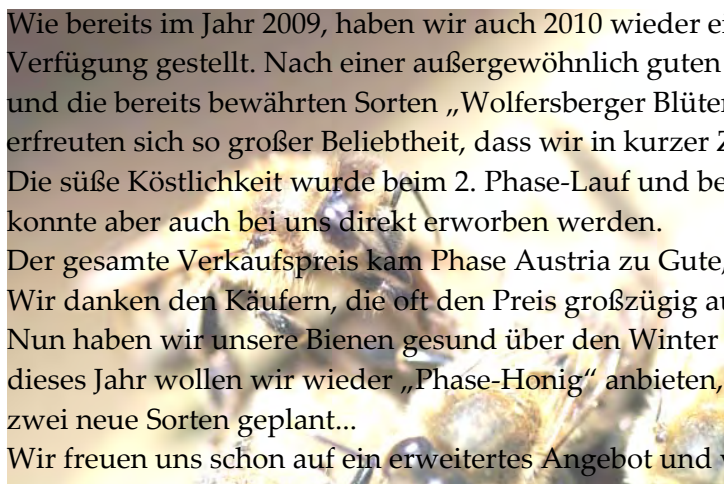 Wie bereits im Jahr 2009, haben wir auch 2010 wieder
Verfügung gestellt. Nach einer außergewöhnlich guten
und die bereits bewährten Sorten „Wolfersberger Blüten
erfreuten sich so großer Beliebtheit, dass wir in kurzer
Die süße Köstlichkeit wurde beim 2. Phase-Lauf und
konnte aber auch bei uns direkt erworben werden.
Der gesamte Verkaufspreis kam Phase Austria zu Gute,
Wir danken den Käufern, die oft den Preis großzügig
Nun haben wir unsere Bienen gesund über den Winter
dieses Jahr wollen wir wieder „Phase-Honig“ anbieten,
zwei neue Sorten geplant...
Wir freuen uns schon auf ein erweitertes Angebot und